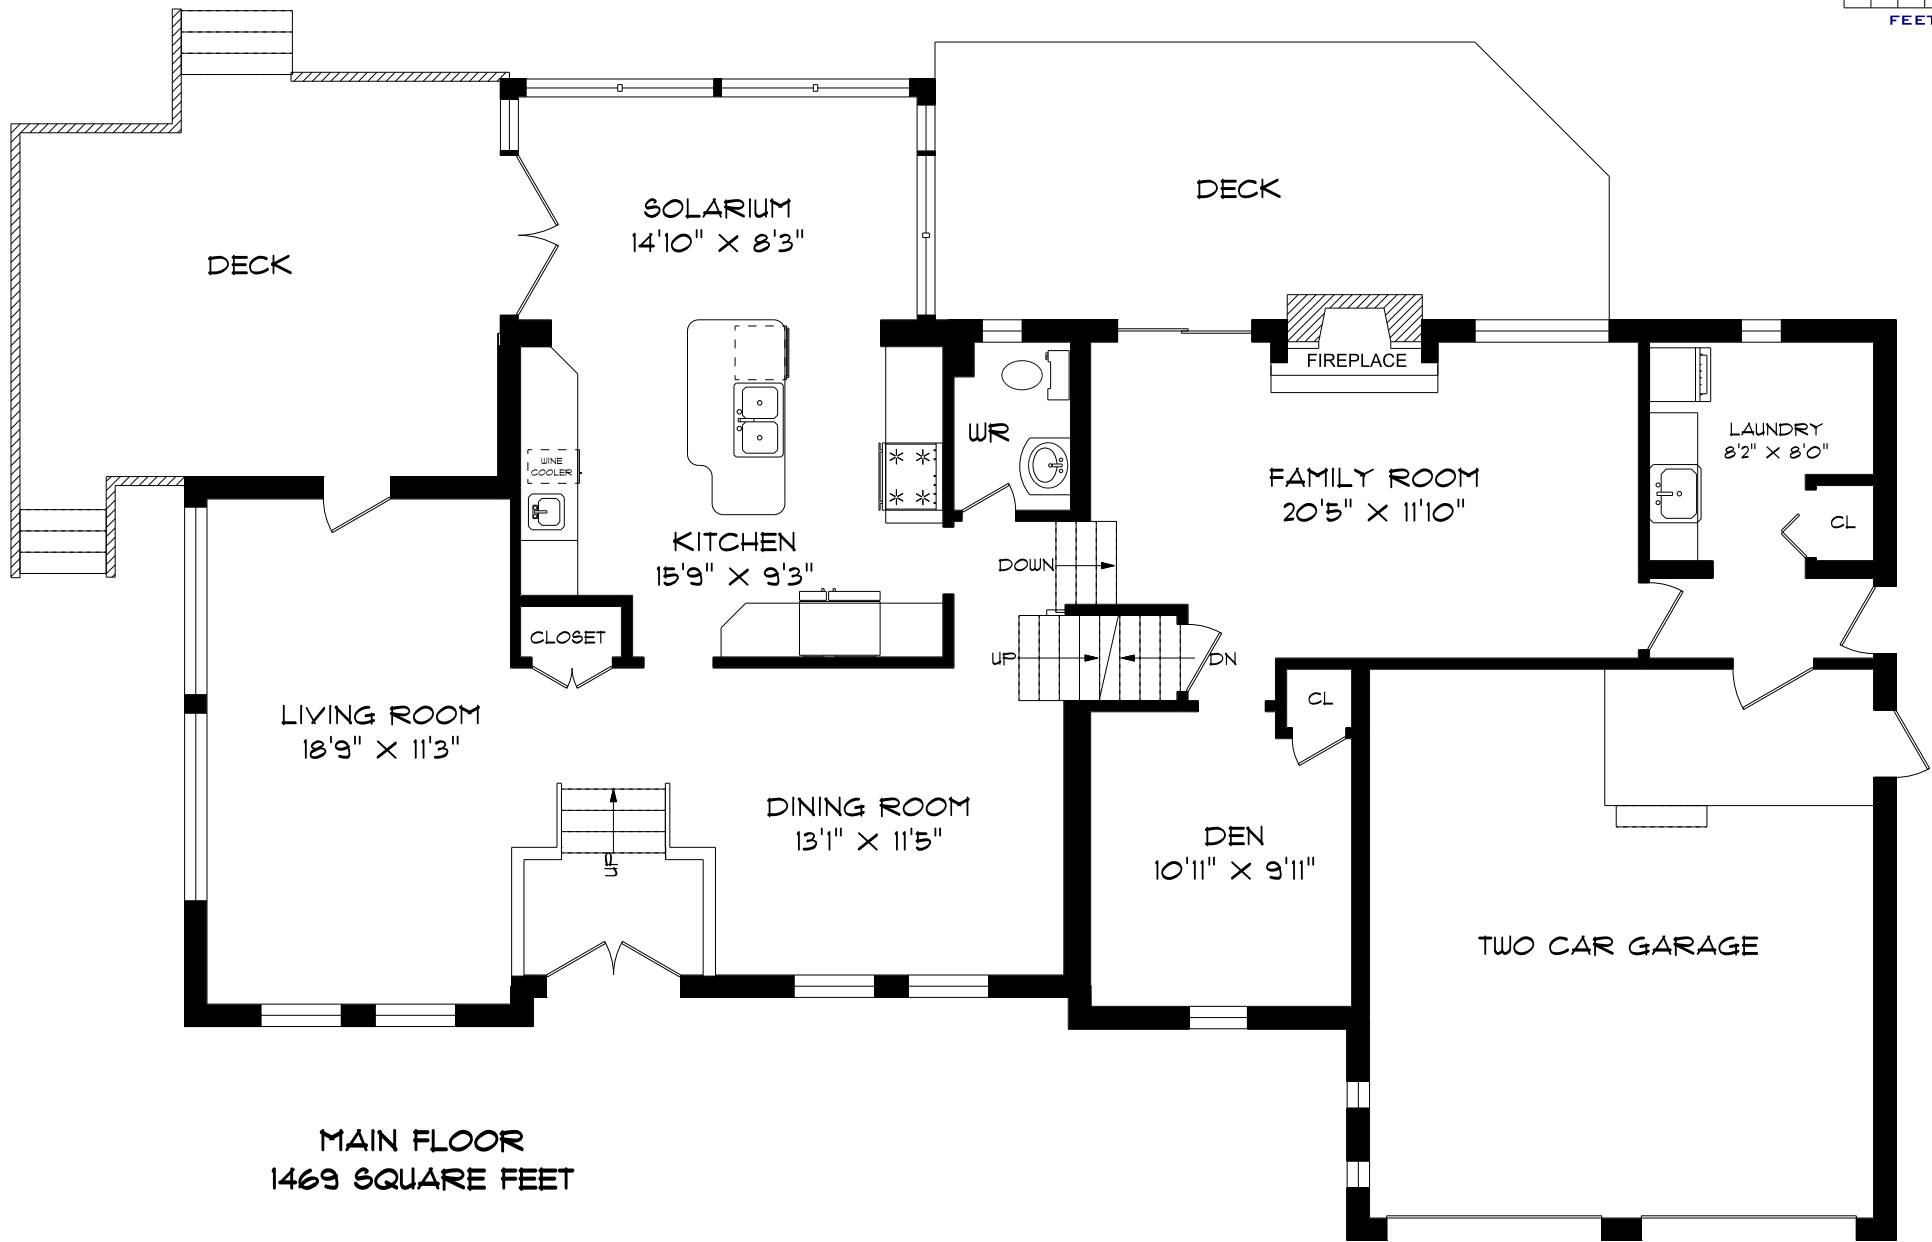 FEET
DECK
SOLARIUM
14'10" X 8'3"
DECK
FIREPLACE
WR
WINE
COOLER
LAUNDRY
8'2" X 8'0"
FAMILY ROOM
20'5" X 11'10"
CL
KITCHEN
15'9" X 9'3"
DOWN
CLOSET
UP
DN
CL
LIVING ROOM
18'9" X 11'3"
DINING ROOM
13'1" X 11'5"
UP
DEN
10'11" X 9'11"
TWO CAR GARAGE
MAIN FLOOR
1469 SQUARE FEET